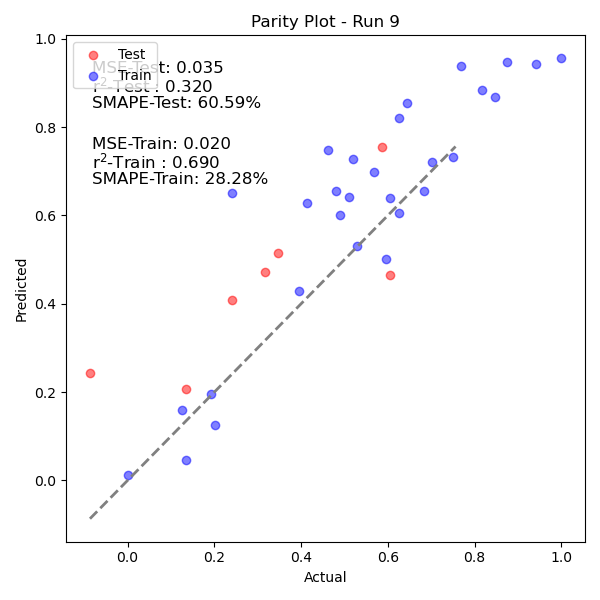 Parity Plot - Run 9
Test
Train
MSE-Test: 0.035
r²-Test : 0.320
SMAPE-Test: 60.59%
MSE-Train: 0.020
r²-Train : 0.690
SMAPE-Train: 28.28%
1.0
0.8
0.6
0.4
0.2
0.0
Predicted
0.0 0.2 0.4 0.6 0.8 1.0
Actual